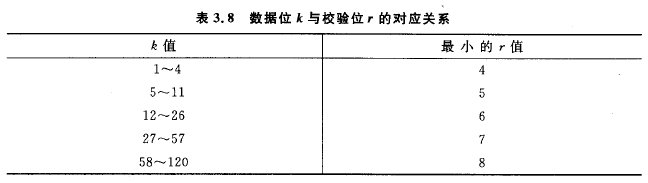 表 3.8 数据位 k 与校验位 r 的对应关系
k 值 最小的 r 值
1～4 4
5～11 5
12～26 6
27～57 7
58～120 8